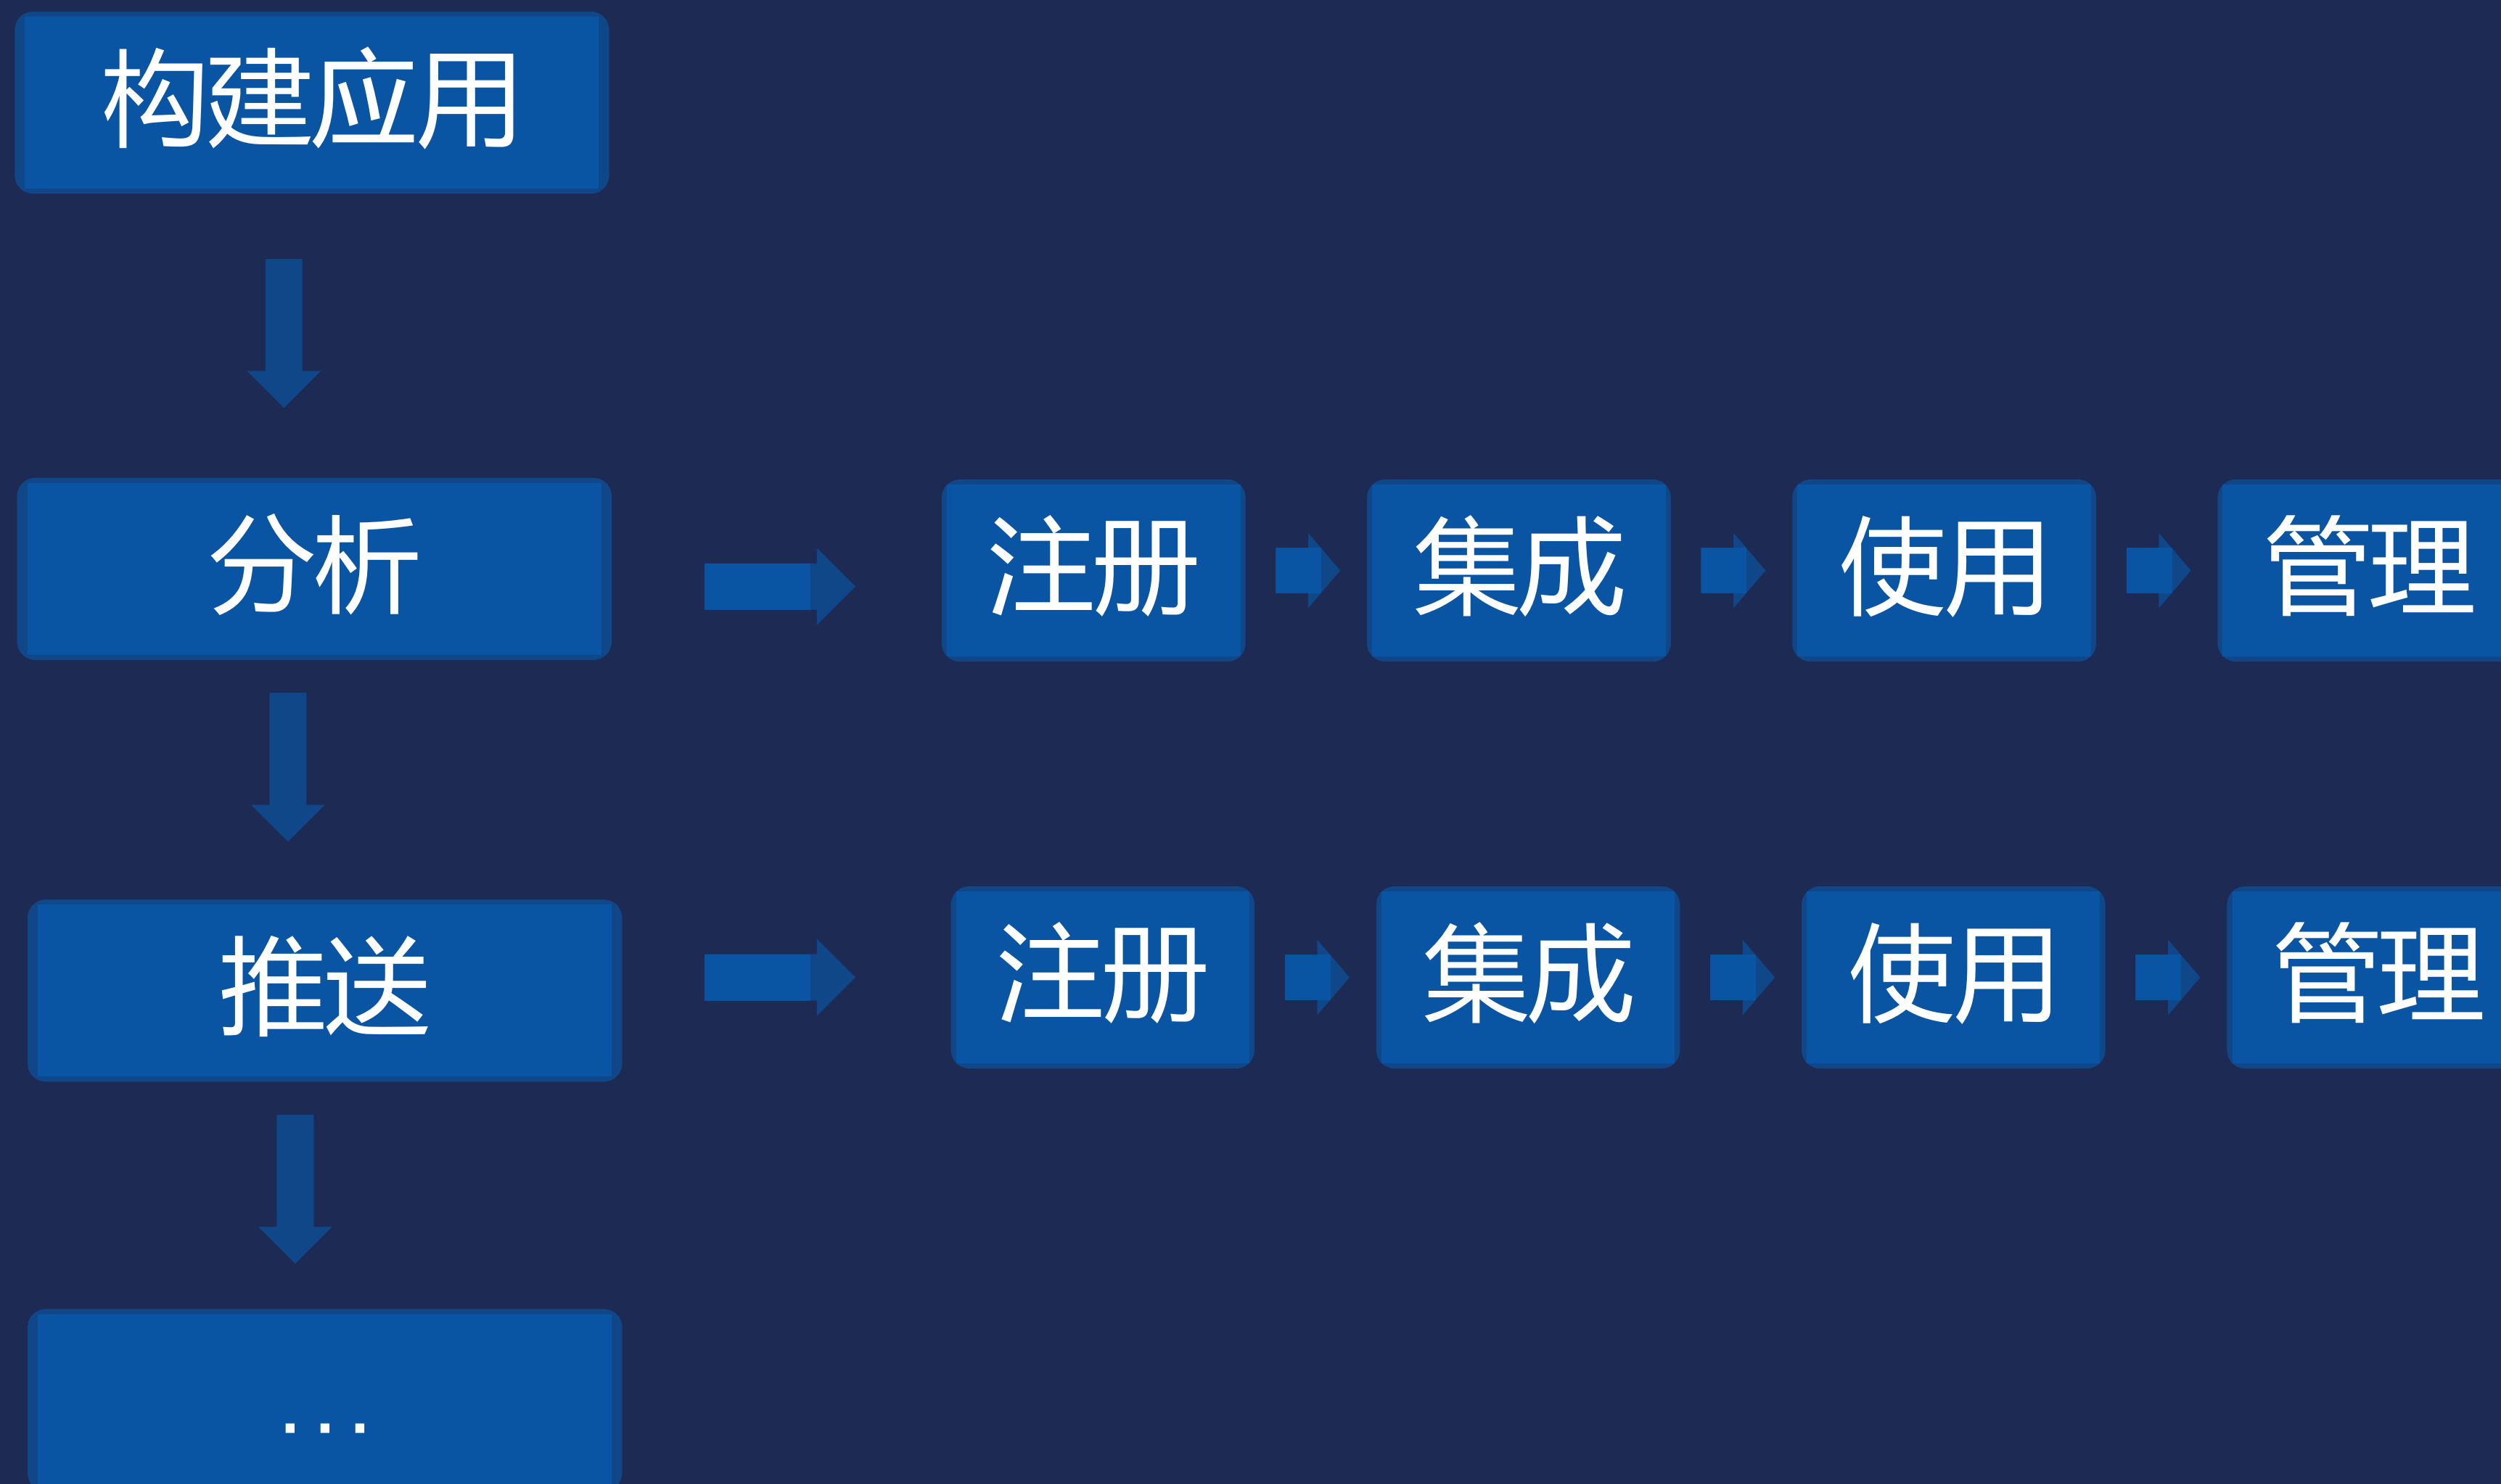 构建应用
分析 注册 集成 使用 管理
推送 注册 集成 使用 管理
...